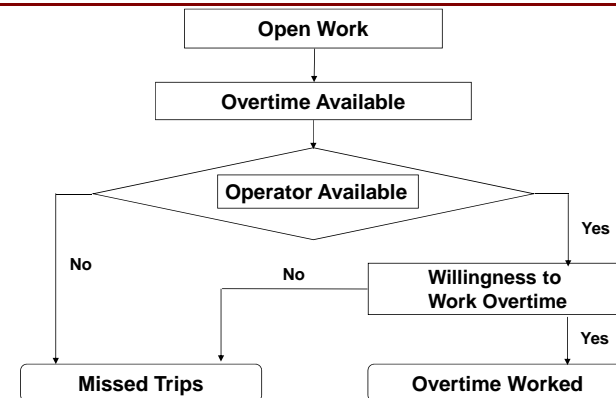 Open Work
Overtime Available
Operator Available
Yes
No
No
Willingness to
Work Overtime
Yes
Missed Trips
Overtime Worked